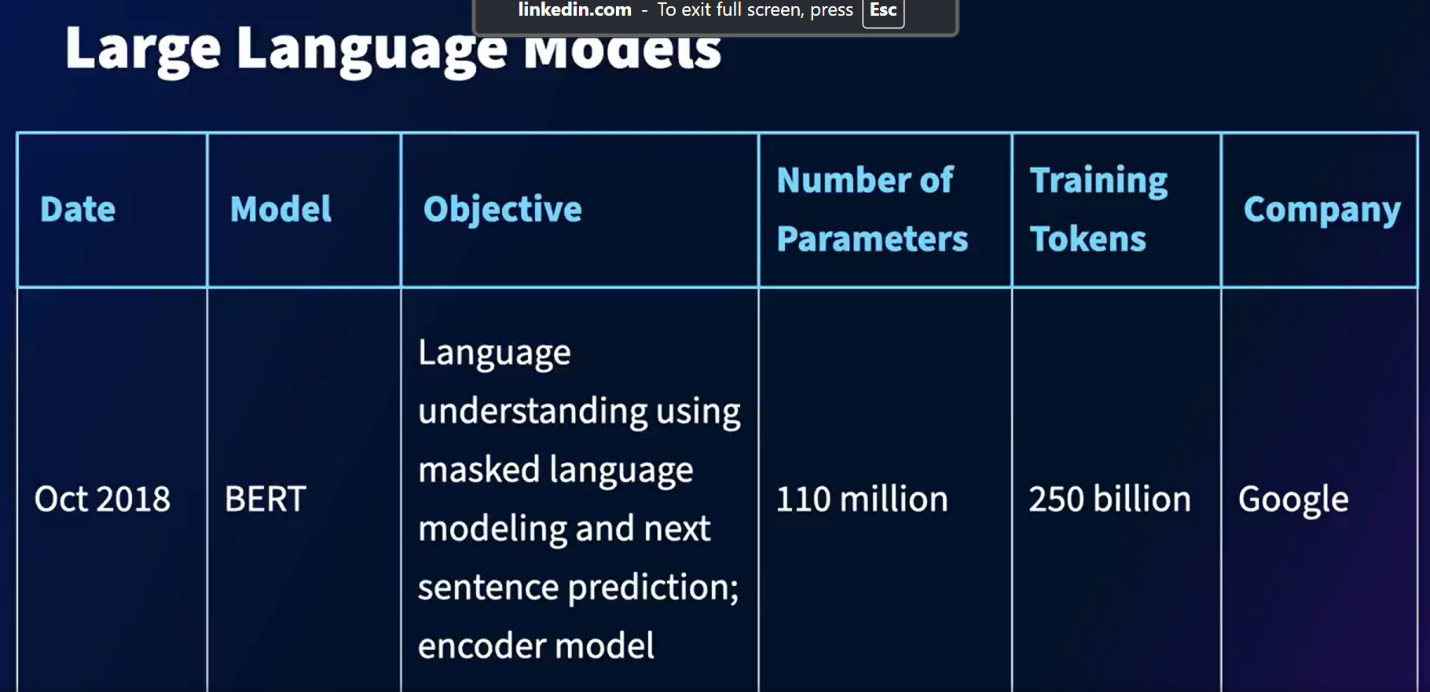 linkedin.com - To exit full screen, press Esc
Large Language Models
Date
Model
Objective
Number of
Parameters
Training
Tokens
Company
Oct 2018
BERT
Language
understanding using
masked language
modeling and next
sentence prediction;
encoder model
110 million
250 billion
Google